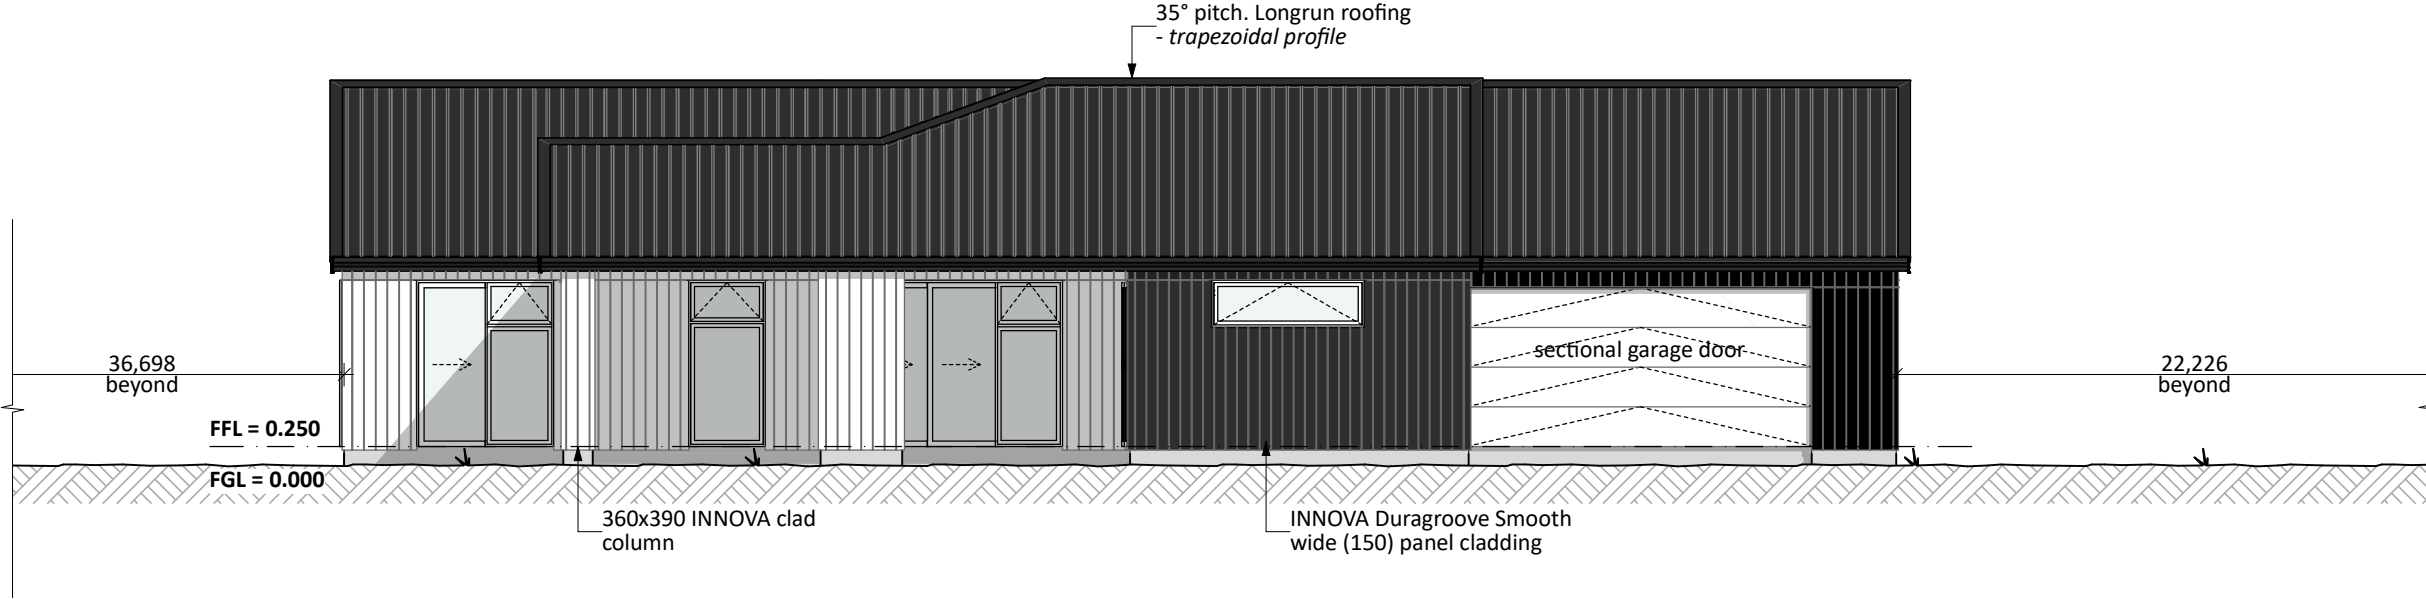 35° pitch. Longrun roofing
- trapezoidal profile
sectional garage door
36,698
beyond
22,226
beyond
FFL = 0.250
FGL = 0.000
360x390 INNOVA clad
column
INNOVA Duragroove Smooth
wide (150) panel cladding